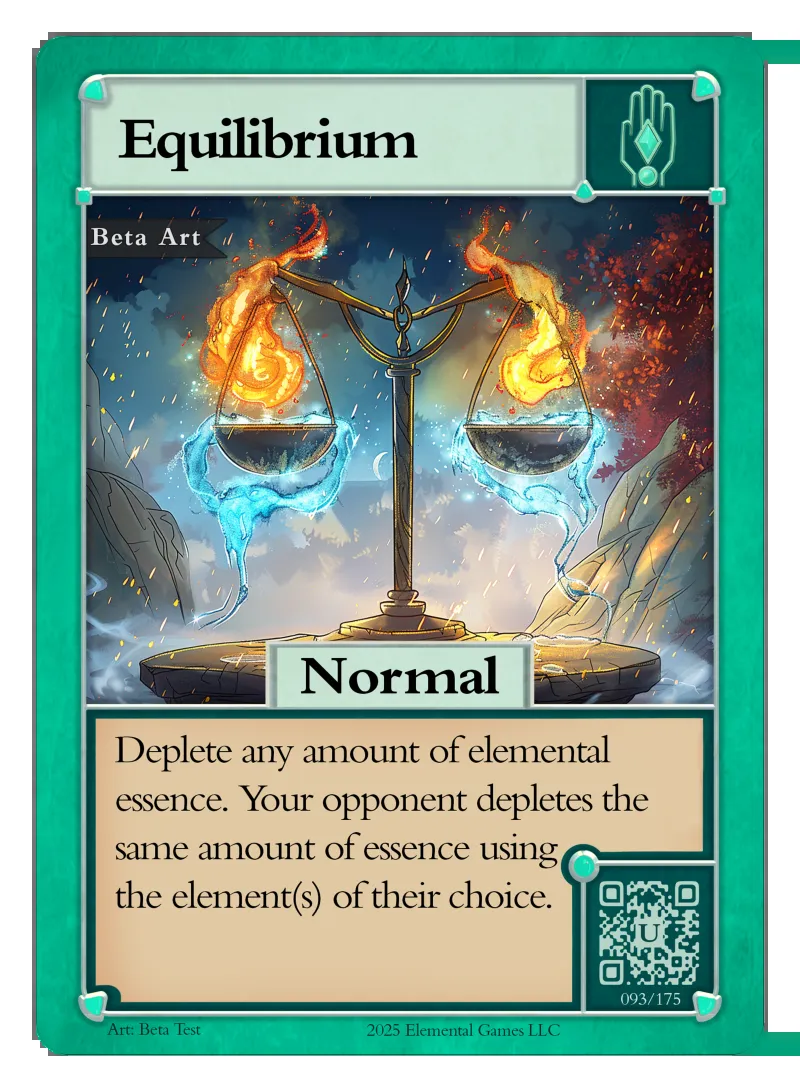 Equilibrium
Beta Art
Normal
Deplete any amount of elemental
essence. Your opponent depletes the
same amount of essence using
the element(s) of their choice.
U
093/175
Art: Beta Test
2025 Elemental Games LLC